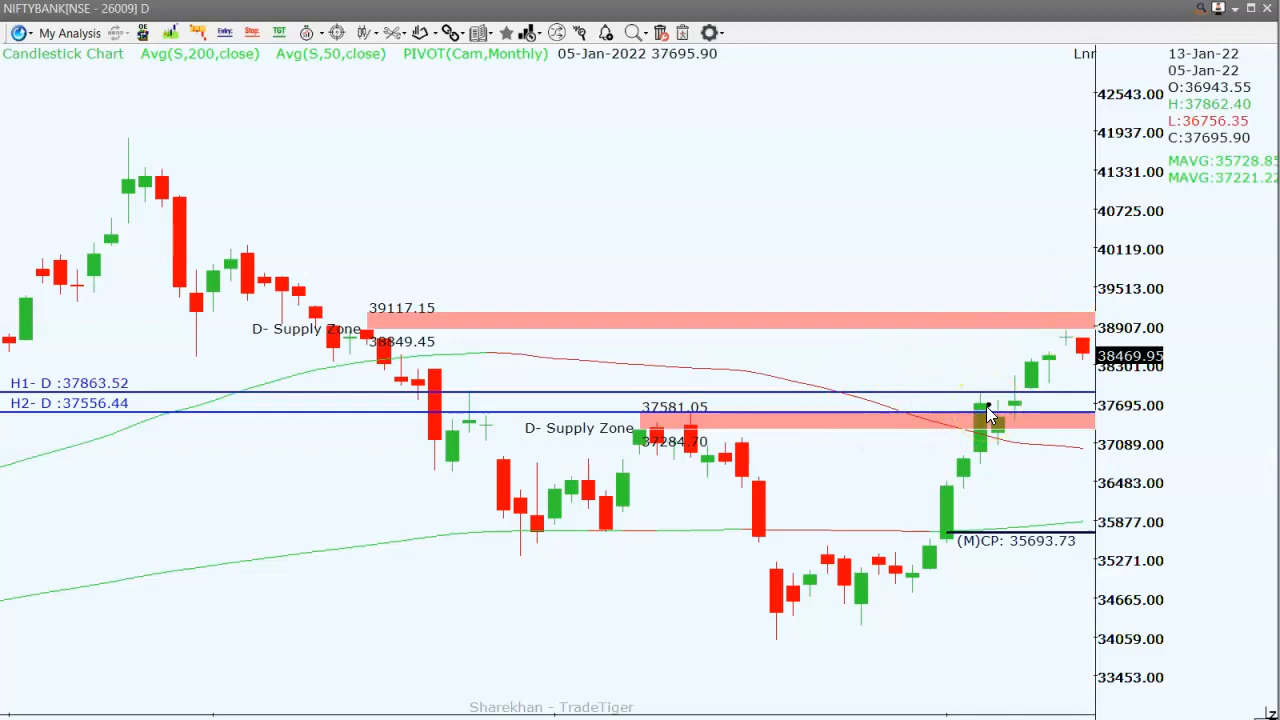 NIFTYBANK[NSE - 26009] D
My Analysis
Entry
Stop
TGT
Candlestick Chart Avg(S,200,close) Avg(S,50,close) PIVOT(Cam,Monthly) 05-Jan-2022 37695.90 Lnr
13-Jan-22
05-Jan-22
O:36943.55
H:37862.40
L:36756.35
C:37695.90
MAVG:35728.85
MAVG:37221.22
42543.00
41937.00
41331.00
40725.00
40119.00
39513.00
38907.00
38469.95
38301.00
37695.00
37089.00
36483.00
35877.00
35271.00
34665.00
34059.00
33453.00
39117.15
D- Supply Zone
38849.45
H1- D :37863.52
H2- D :37556.44
37581.05
D- Supply Zone
37284.70
(M)CP: 35693.73
Sharekhan - TradeTiger